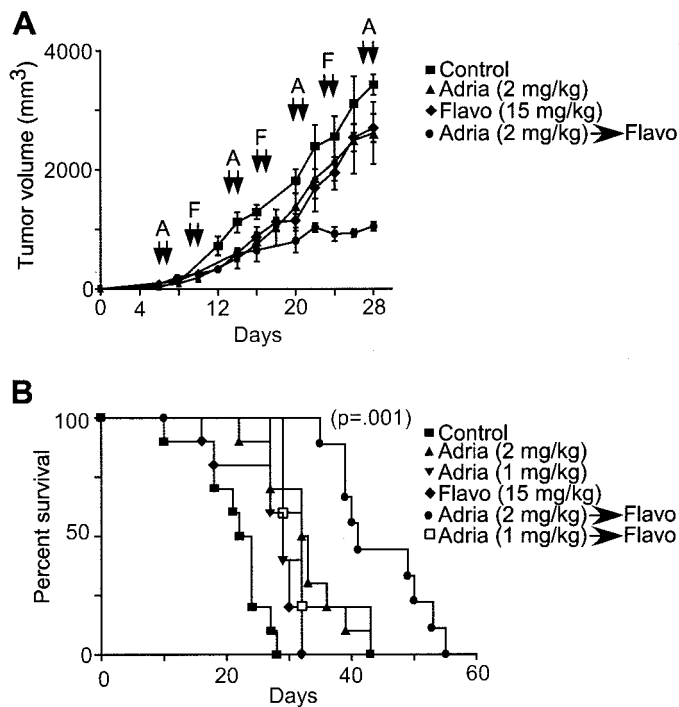 A
Tumor volume (mm3)
4000
2000
0
0 4 12 20 28
Days
A
F
A
F
A
F
A
Control
Adria (2 mg/kg)
Flavo (15 mg/kg)
Adria (2 mg/kg) Flavo
B
Percent survival
100
50
0
0 20 40 60
Days
(p=.001)
Control
Adria (2 mg/kg)
Adria (1 mg/kg)
Flavo (15 mg/kg)
Adria (2 mg/kg) Flavo
Adria (1 mg/kg) Flavo